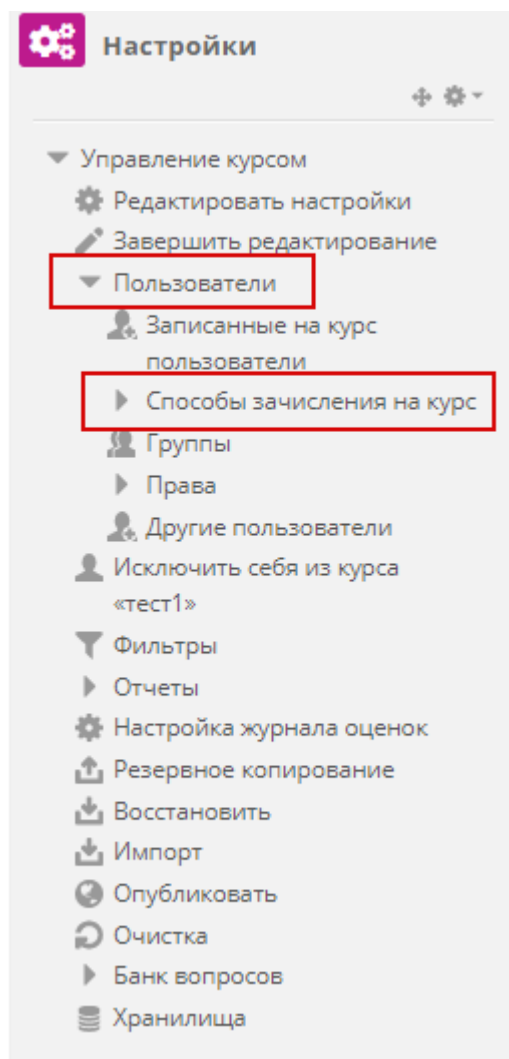 Настройки
Управление курсом
Редактировать настройки
Завершить редактирование
Пользователи
Записанные на курс
пользователи
Способы зачисления на курс
Группы
Права
Другие пользователи
Исключить себя из курса
«тест1»
Фильтры
Отчеты
Настройка журнала оценок
Резервное копирование
Восстановить
Импорт
Опубликовать
Очистка
Банк вопросов
Хранилища